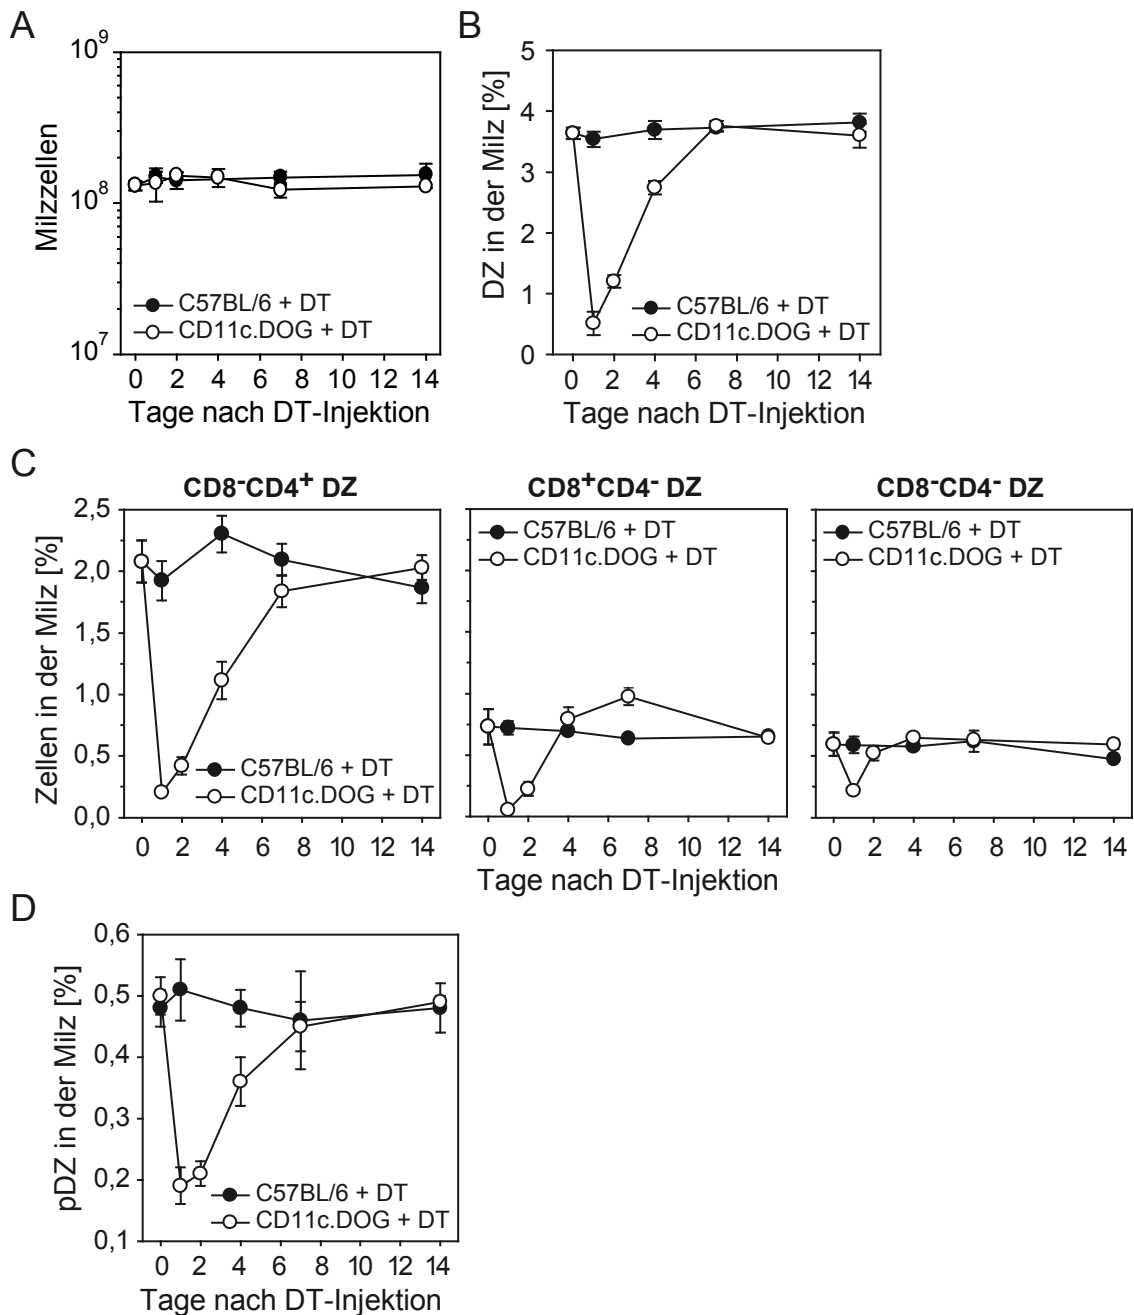 A
10⁹
10⁸
10⁷
Milzzellen
C57BL/6 + DT
CD11c.DOG + DT
0 2 4 6 8 10 12 14
Tage nach DT-Injektion
B
5
4
3
2
1
0
DZ in der Milz [%]
C57BL/6 + DT
CD11c.DOG + DT
0 2 4 6 8 10 12 14
Tage nach DT-Injektion
C
CD8⁻CD4⁺ DZ
2,5
2,0
1,5
1,0
0,5
0,0
Zellen in der Milz [%]
C57BL/6 + DT
CD11c.DOG + DT
0 2 4 6 8 10 12 14
CD8⁺CD4⁻ DZ
C57BL/6 + DT
CD11c.DOG + DT
0 2 4 6 8 10 12 14
CD8⁻CD4⁻ DZ
C57BL/6 + DT
CD11c.DOG + DT
0 2 4 6 8 10 12 14
Tage nach DT-Injektion
D
0,6
0,5
0,4
0,3
0,2
0,1
pDZ in der Milz [%]
C57BL/6 + DT
CD11c.DOG + DT
0 2 4 6 8 10 12 14
Tage nach DT-Injektion